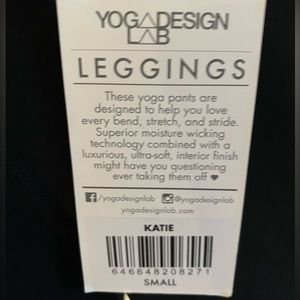 YOGADESIGN
LAB
LEGGINGS
These yoga pants are
designed to help you love
every bend, stretch, and stride.
Superior moisture wicking
technology combined with a
luxurious, ultra-soft, interior finish
might have you questioning
ever taking them off ♥
/yogadesignlab @yogadesignlab
yogadesignlab.com
KATIE
646648208271
SMALL